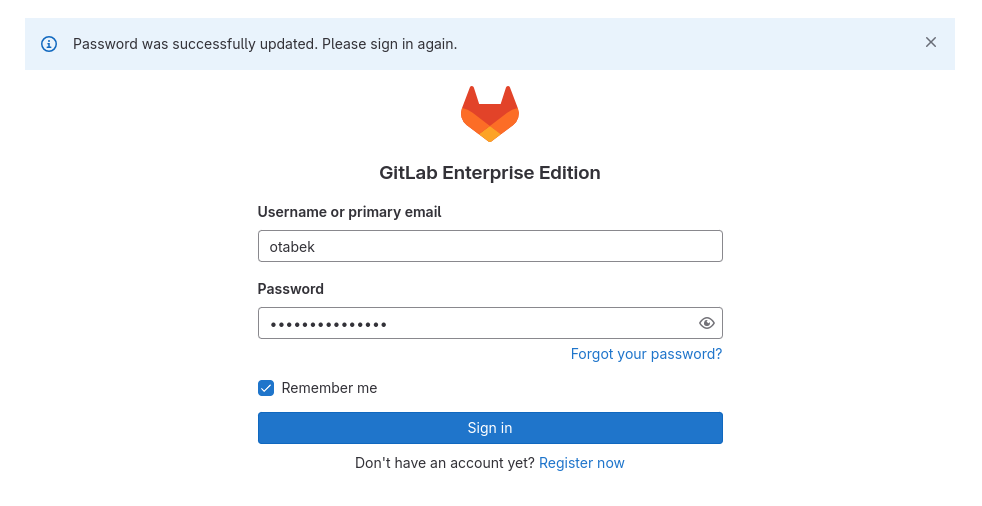 Password was successfully updated. Please sign in again.
GitLab Enterprise Edition
Username or primary email
otabek
Password
•••••••••••••••
Forgot your password?
Remember me
Sign in
Don't have an account yet? Register now